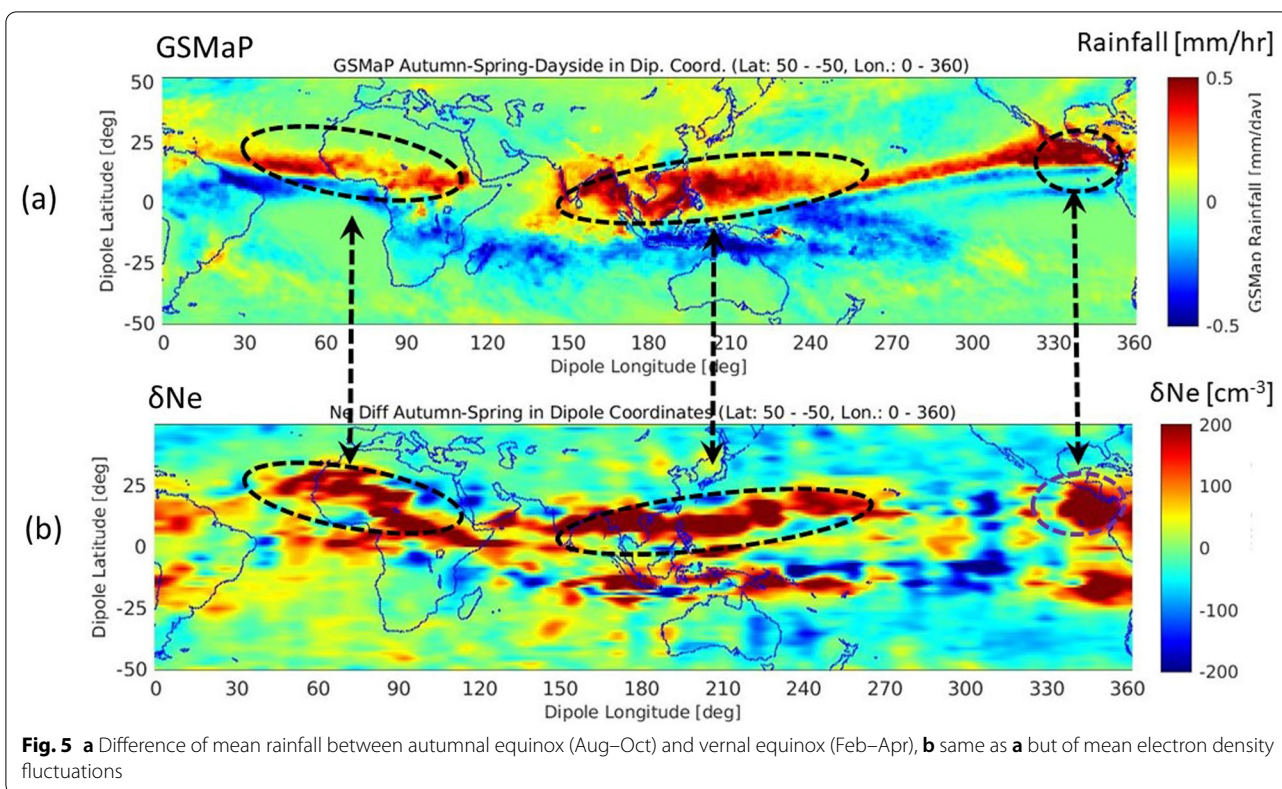 GSMaP
Rainfall [mm/hr]
GSMaP Autumn-Spring-Dayside in Dip. Coord. (Lat: 50 - -50, Lon.: 0 - 360)
(a)
Dipole Latitude [deg]
50
25
0
-25
-50
0 30 60 90 120 150 180 210 240 270 300 330 360
Dipole Longitude [deg]
0.5
0
-0.5
GSMap Rainfall [mm/day]
δNe
δNe [cm⁻³]
Ne Diff Autumn-Spring in Dipole Coordinates (Lat: 50 - -50, Lon.: 0 - 360)
(b)
Dipole Latitude [deg]
25
0
-25
-50
0 30 60 90 120 150 180 210 240 270 300 330 360
Dipole Longitude [deg]
200
100
0
-100
-200
Fig. 5 a Difference of mean rainfall between autumnal equinox (Aug–Oct) and vernal equinox (Feb–Apr), b same as a but of mean electron density
fluctuations